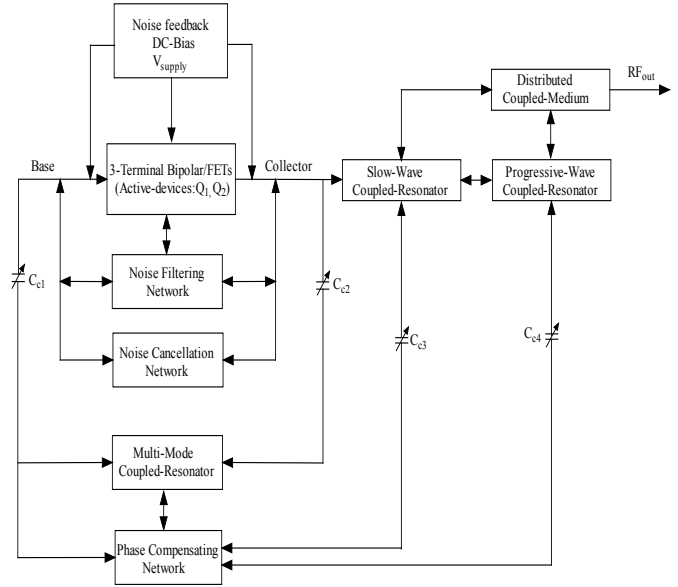 Noise feedback
DC-Bias
Vsupply
Distributed
Coupled-Medium
RFout
Base
3-Terminal Bipolar/FETs
(Active-devices:Q1,Q2)
Collector
Slow-Wave
Coupled-Resonator
Progressive-Wave
Coupled-Resonator
Noise Filtering
Network
Cc1
Cc2
Cc3
Cc4
Noise Cancellation
Network
Multi-Mode
Coupled-Resonator
Phase Compensating
Network